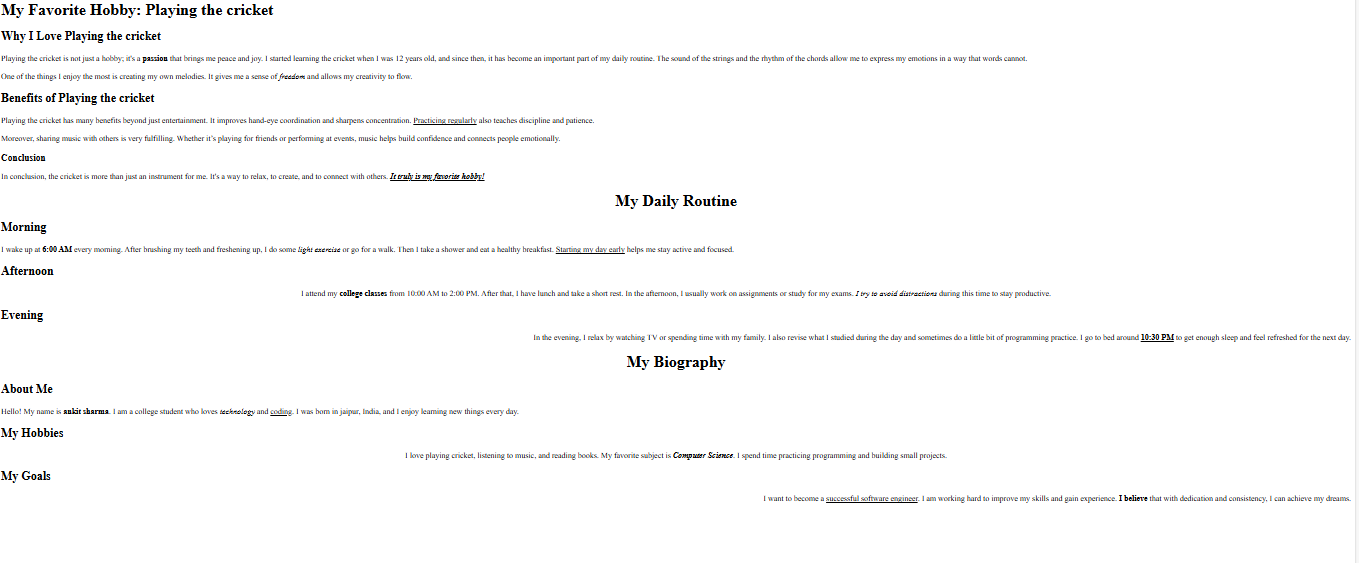 My Favorite Hobby: Playing the cricket
Why I Love Playing the cricket
Playing the cricket is not just a hobby; it's a passion that brings me peace and joy. I started learning the cricket when I was 12 years old, and since then, it has become an important part of my daily routine. The sound of the strings and the rhythm of the chords allow me to express my emotions in a way that words cannot.
One of the things I enjoy the most is creating my own melodies. It gives me a sense of freedom and allows my creativity to flow.
Benefits of Playing the cricket
Playing the cricket has many benefits beyond just entertainment. It improves hand-eye coordination and sharpens concentration. Practicing regularly also teaches discipline and patience.
Moreover, sharing music with others is very fulfilling. Whether it's playing for friends or performing at events, music helps build confidence and connects people emotionally.
Conclusion
In conclusion, the cricket is more than just an instrument for me. It's a way to relax, to create, and to connect with others. It truly is my favorite hobby!
My Daily Routine
Morning
I wake up at 6:00 AM every morning. After brushing my teeth and freshening up, I do some light exercise or go for a walk. Then I take a shower and eat a healthy breakfast. Starting my day early helps me stay active and focused.
Afternoon
I attend my college classes from 10:00 AM to 2:00 PM. After that, I have lunch and take a short rest. In the afternoon, I usually work on assignments or study for my exams. I try to avoid distractions during this time to stay productive.
Evening
In the evening, I relax by watching TV or spending time with my family. I also revise what I studied during the day and sometimes do a little bit of programming practice. I go to bed around 10:30 PM to get enough sleep and feel refreshed for the next day.
My Biography
About Me
Hello! My name is ankit sharma. I am a college student who loves technology and coding. I was born in jaipur, India, and I enjoy learning new things every day.
My Hobbies
I love playing cricket, listening to music, and reading books. My favorite subject is Computer Science. I spend time practicing programming and building small projects.
My Goals
I want to become a successful software engineer. I am working hard to improve my skills and gain experience. I believe that with dedication and consistency, I can achieve my dreams.